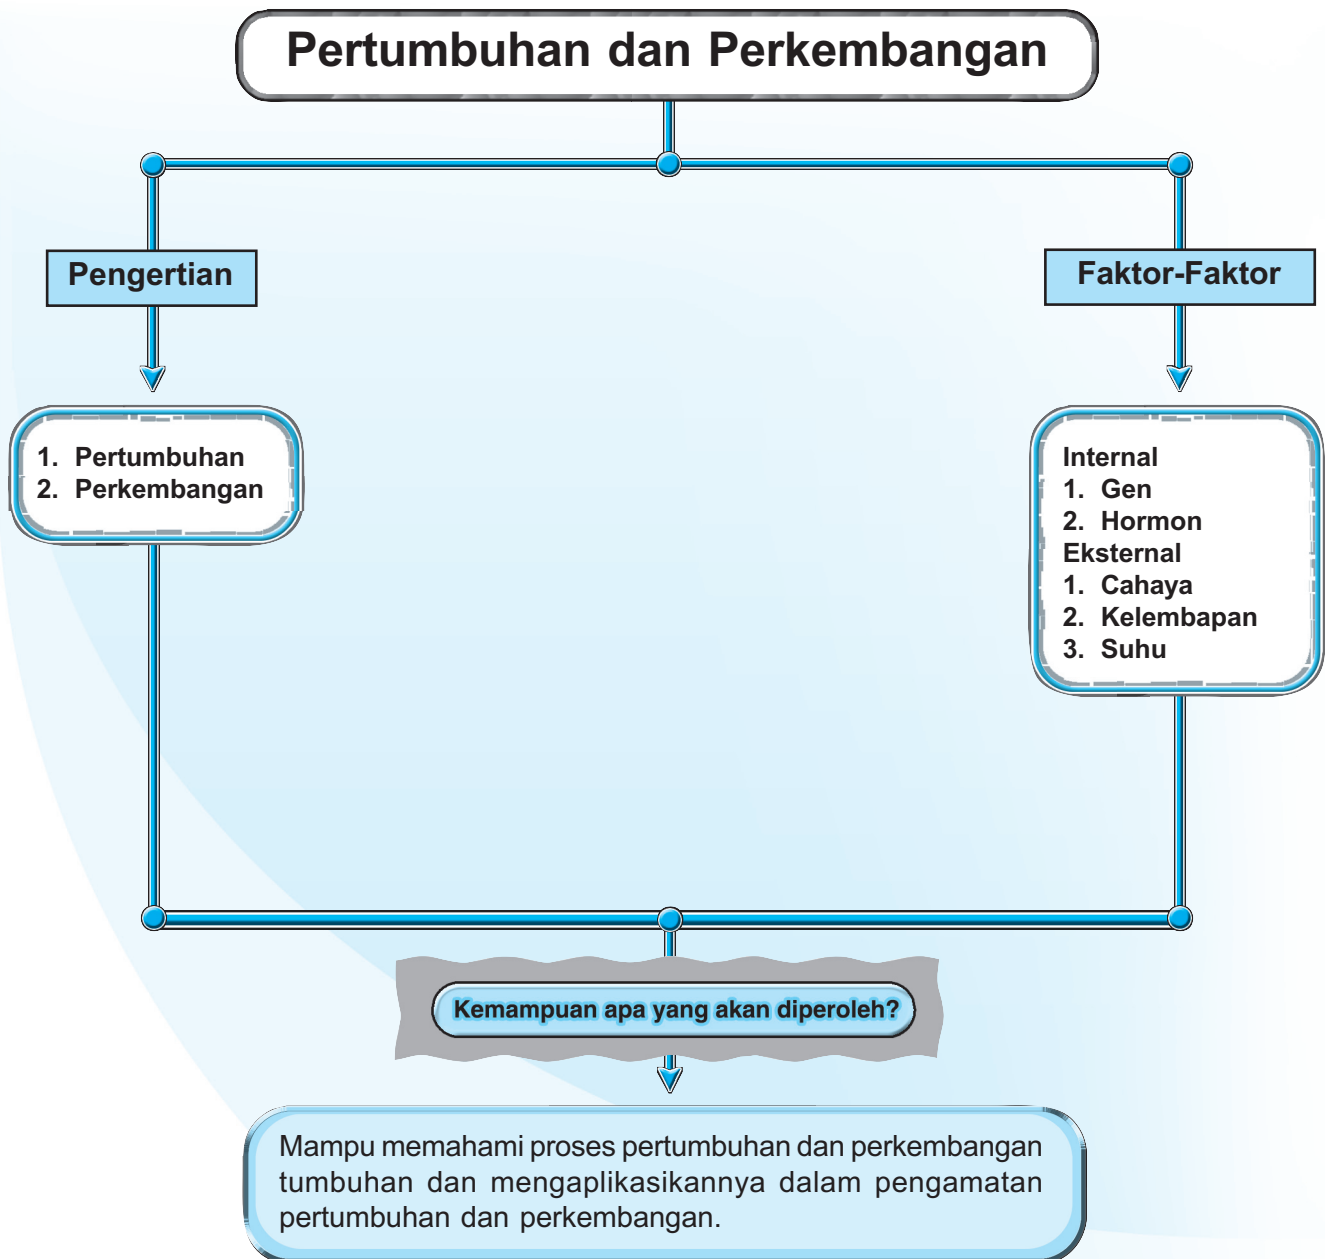 Pertumbuhan dan Perkembangan
Pengertian
Faktor-Faktor
1. Pertumbuhan
2. Perkembangan
Internal
1. Gen
2. Hormon
Eksternal
1. Cahaya
2. Kelembapan
3. Suhu
Kemampuan apa yang akan diperoleh?
Mampu memahami proses pertumbuhan dan perkembangan
tumbuhan dan mengaplikasikannya dalam pengamatan
pertumbuhan dan perkembangan.